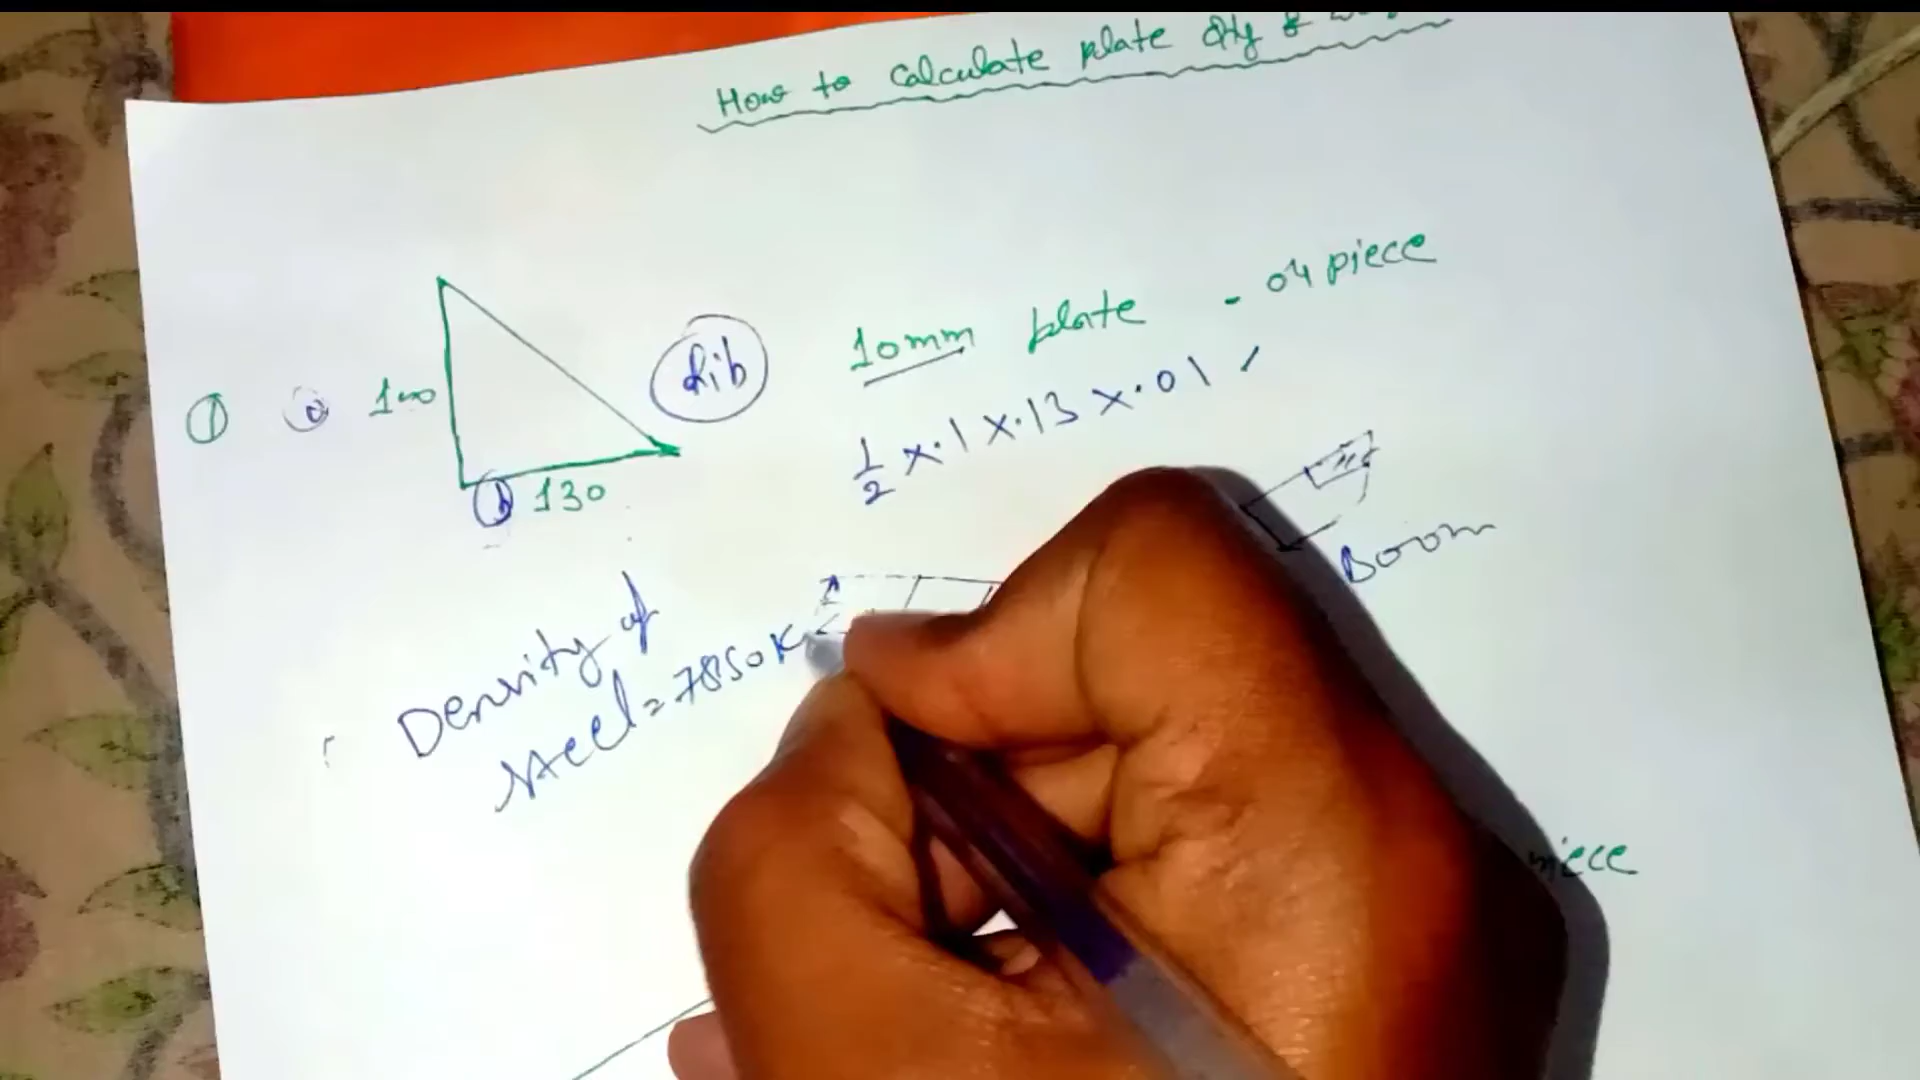 How to calculate plate Qty &
10mm plate - 04 piece
① a 100 Rib
1/2 x .1 x .13 x .01
b 130
Boom
Density of
steel = 7850 K
piece